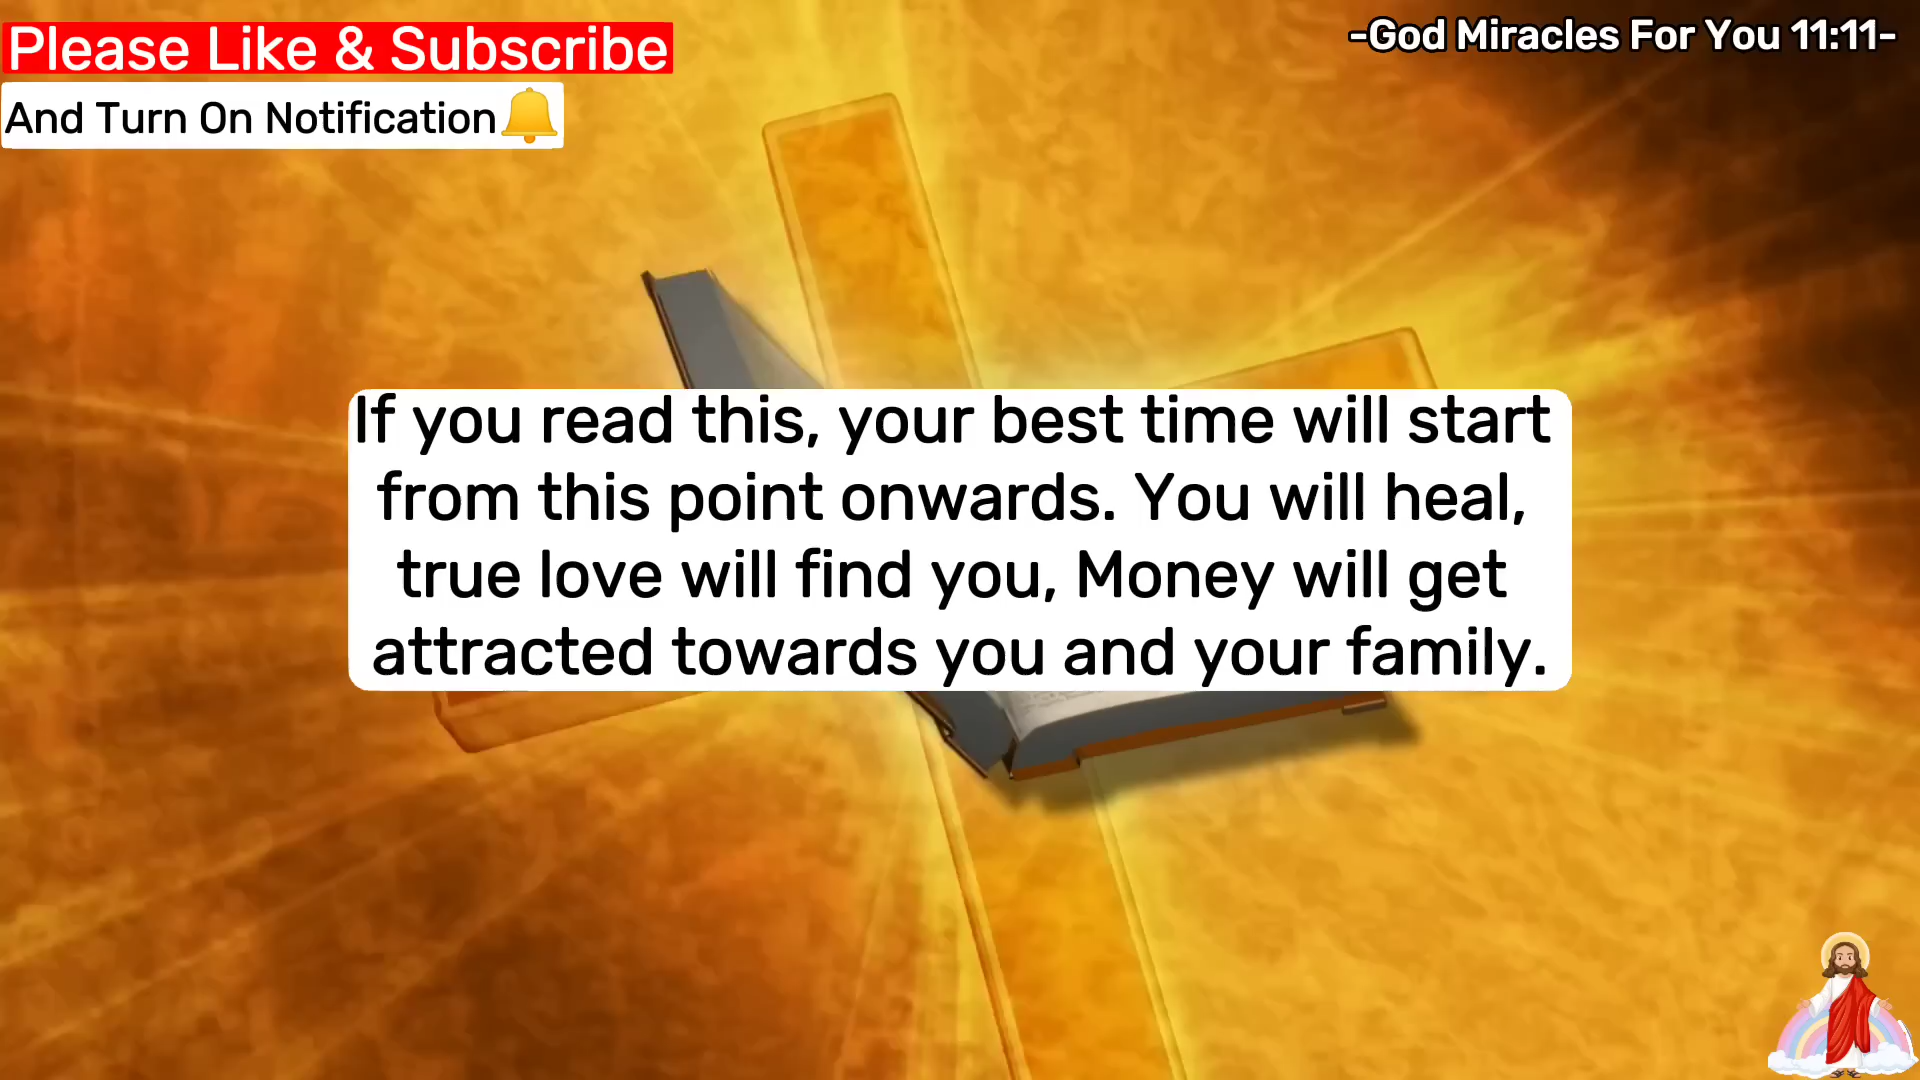 Please Like & Subscribe
And Turn On Notification🔔
-God Miracles For You 11:11-
If you read this, your best time will start
from this point onwards. You will heal,
true love will find you, Money will get
attracted towards you and your family.